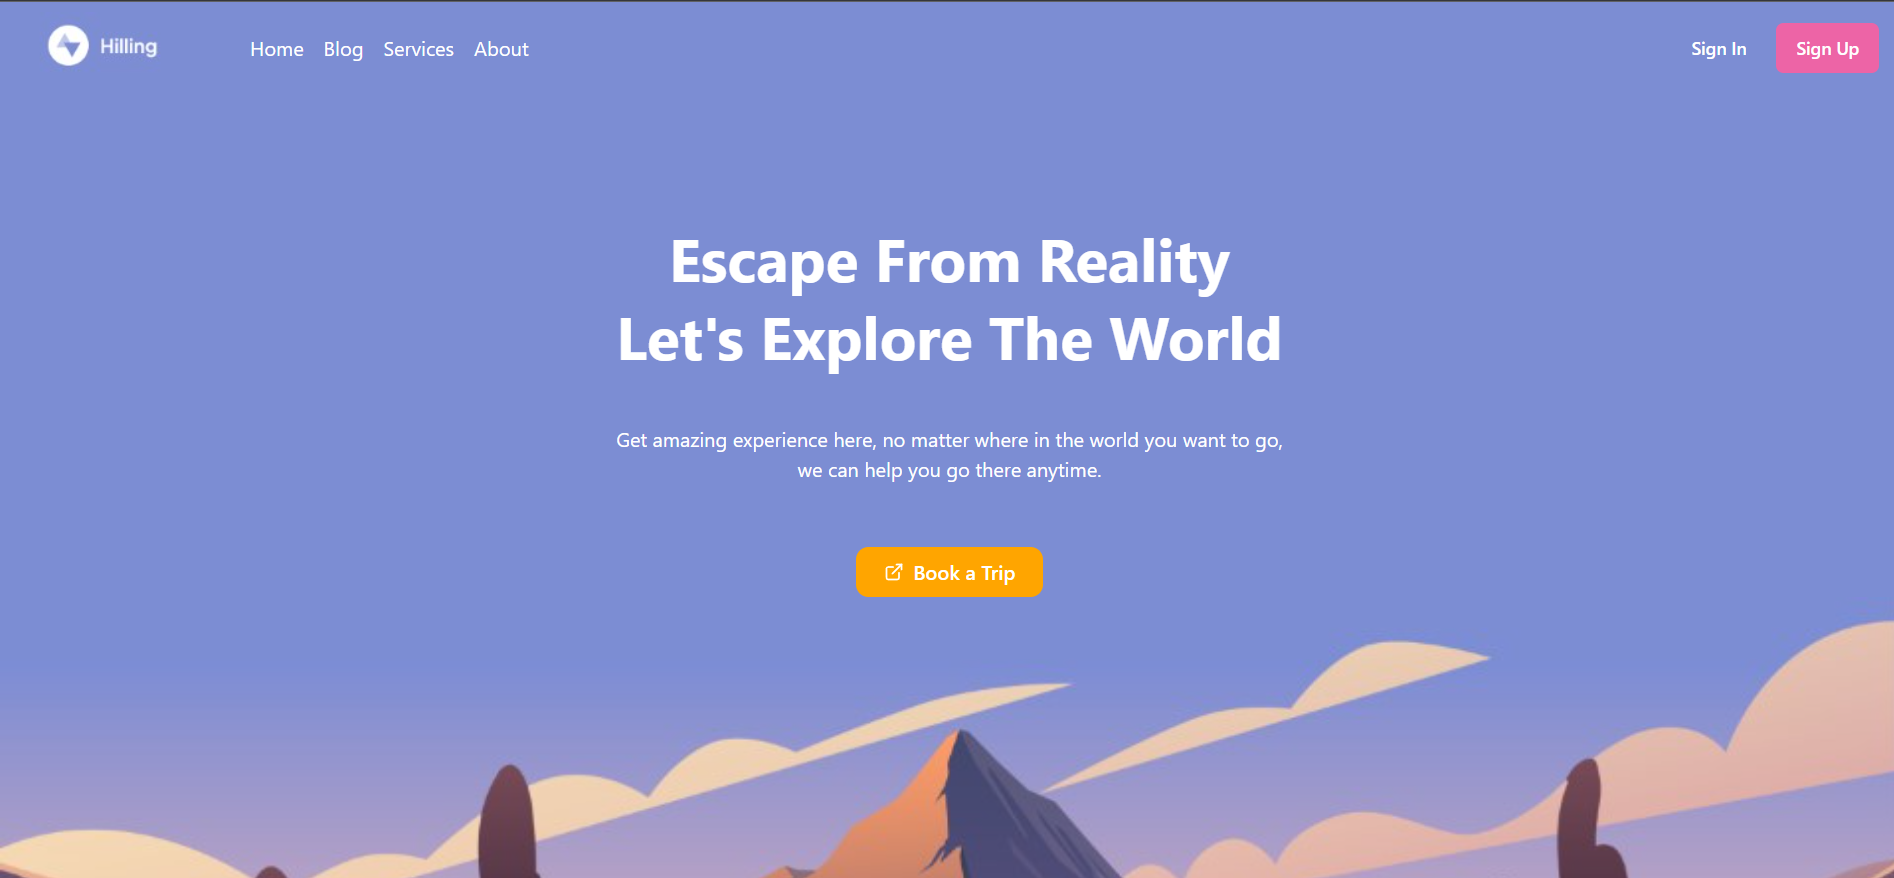 Hilling
Home Blog Services About
Sign In
Sign Up
Escape From Reality
Let's Explore The World
Get amazing experience here, no matter where in the world you want to go,
we can help you go there anytime.
Book a Trip